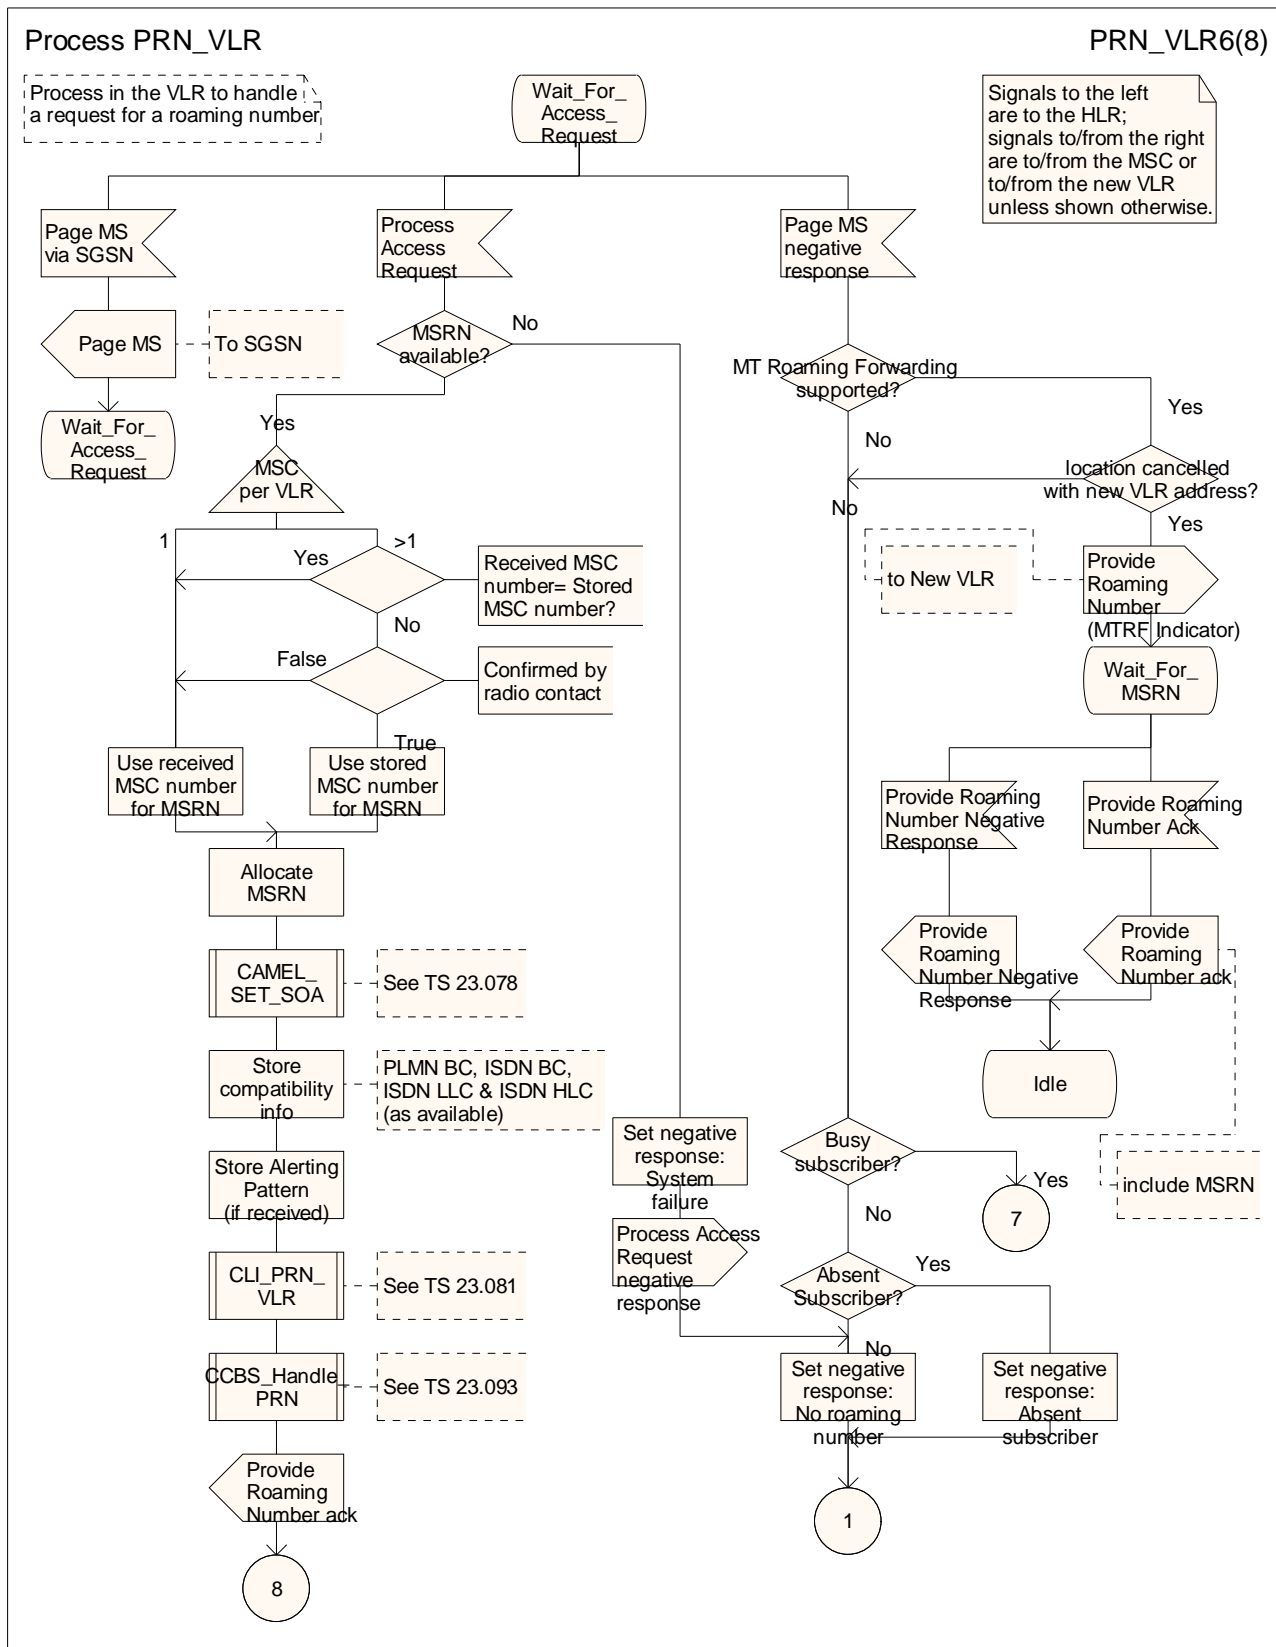 Process PRN_VLR
PRN_VLR6(8)
Process in the VLR to handle
a request for a roaming number
Wait_For_
Access_
Request
Signals to the left
are to the HLR;
signals to/from the right
are to/from the MSC or
to/from the new VLR
unless shown otherwise.
Page MS
via SGSN
Process
Access
Request
Page MS
negative
response
Page MS
To SGSN
MSRN
available?
No
Yes
MT Roaming Forwarding
supported?
Yes
No
Wait_For_
Access_
Request
MSC
per VLR
location cancelled
with new VLR address?
No
Yes
1
>1
Yes
Received MSC
number= Stored
MSC number?
No
to New VLR
Provide
Roaming
Number
(MTRF Indicator)
False
Confirmed by
radio contact
True
Wait_For_
MSRN
Use received
MSC number
for MSRN
Use stored
MSC number
for MSRN
Provide Roaming
Number Negative
Response
Provide Roaming
Number Ack
Allocate
MSRN
CAMEL_
SET_SOA
See TS 23.078
Provide
Roaming
Number Negative
Response
Provide
Roaming
Number ack
Store
compatibility
info
PLMN BC, ISDN BC,
ISDN LLC & ISDN HLC
(as available)
Idle
Set negative
response:
System
failure
Busy
subscriber?
Yes
No
include MSRN
7
Store Alerting
Pattern
(if received)
Process Access
Request
negative
response
CLI_PRN_
VLR
See TS 23.081
Absent
Subscriber?
Yes
No
CCBS_Handle_
PRN
See TS 23.093
Set negative
response:
No roaming
number
Set negative
response:
Absent
subscriber
Provide
Roaming
Number ack
1
8